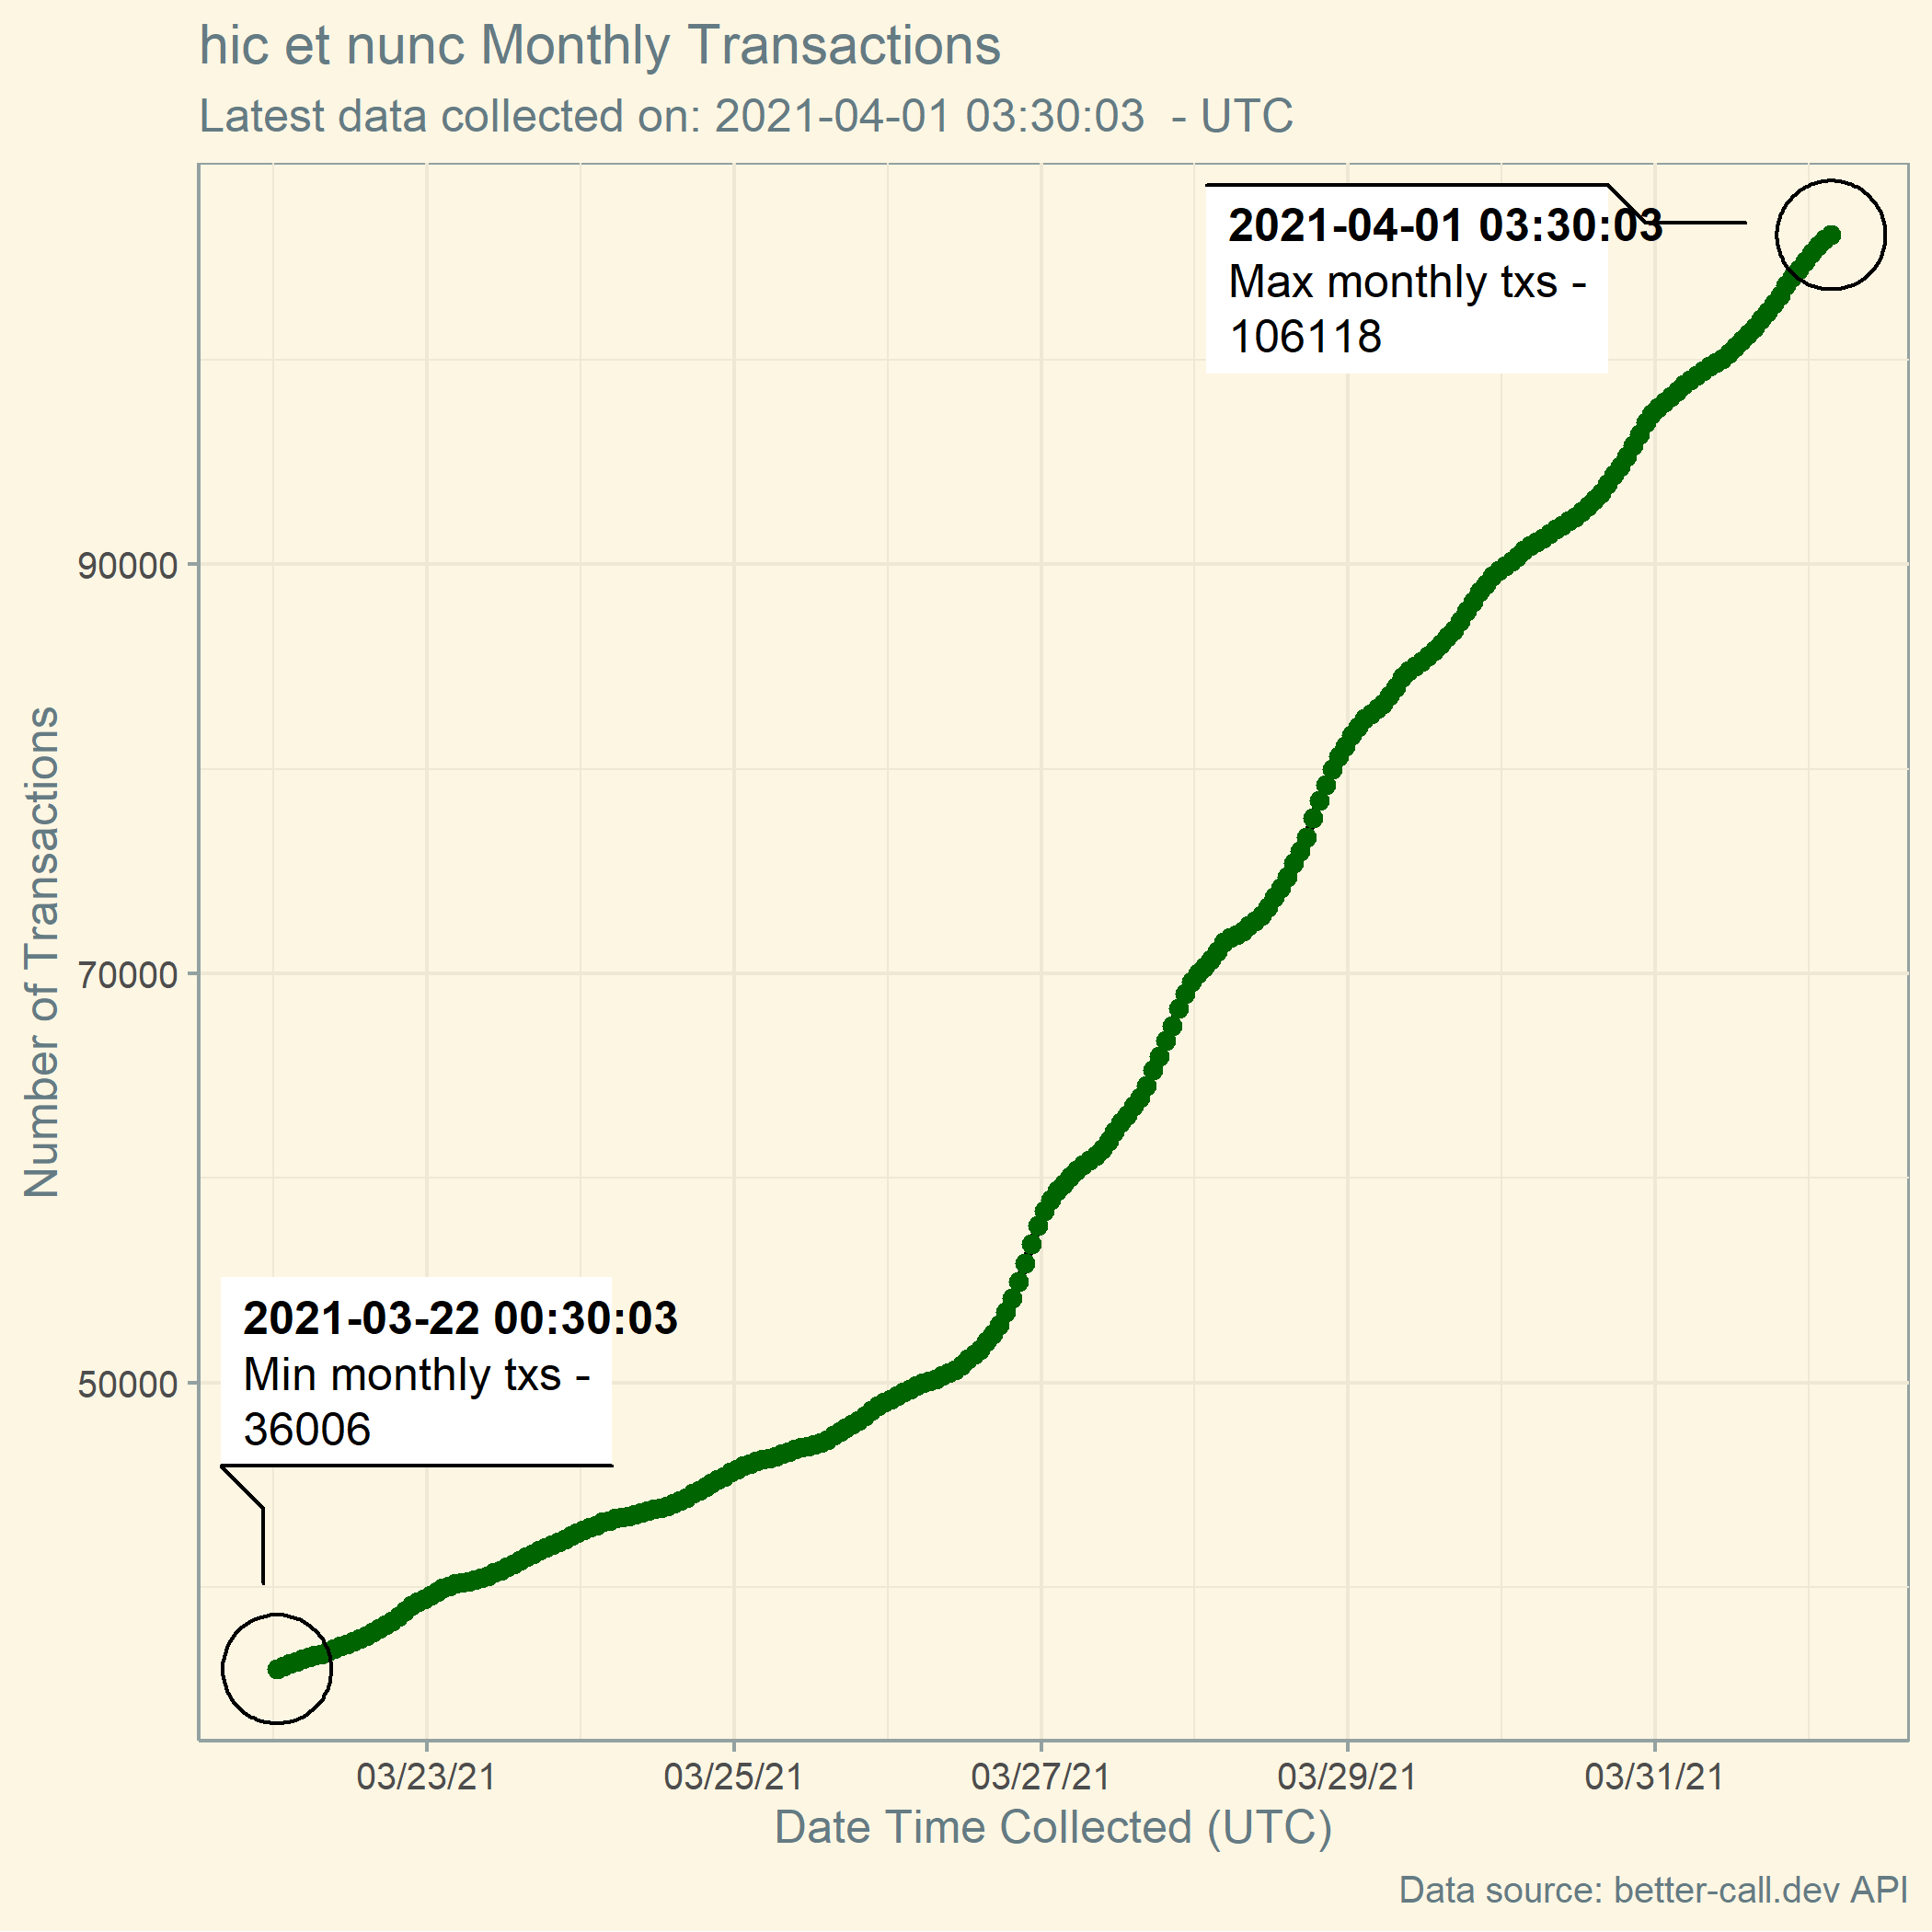 hic et nunc Monthly Transactions
Latest data collected on: 2021-04-01 03:30:03  - UTC
2021-04-01 03:30:03
Max monthly txs -
106118
90000
70000
50000
Number of Transactions
2021-03-22 00:30:03
Min monthly txs -
36006
03/23/21 03/25/21 03/27/21 03/29/21 03/31/21
Date Time Collected (UTC)
Data source: better-call.dev API